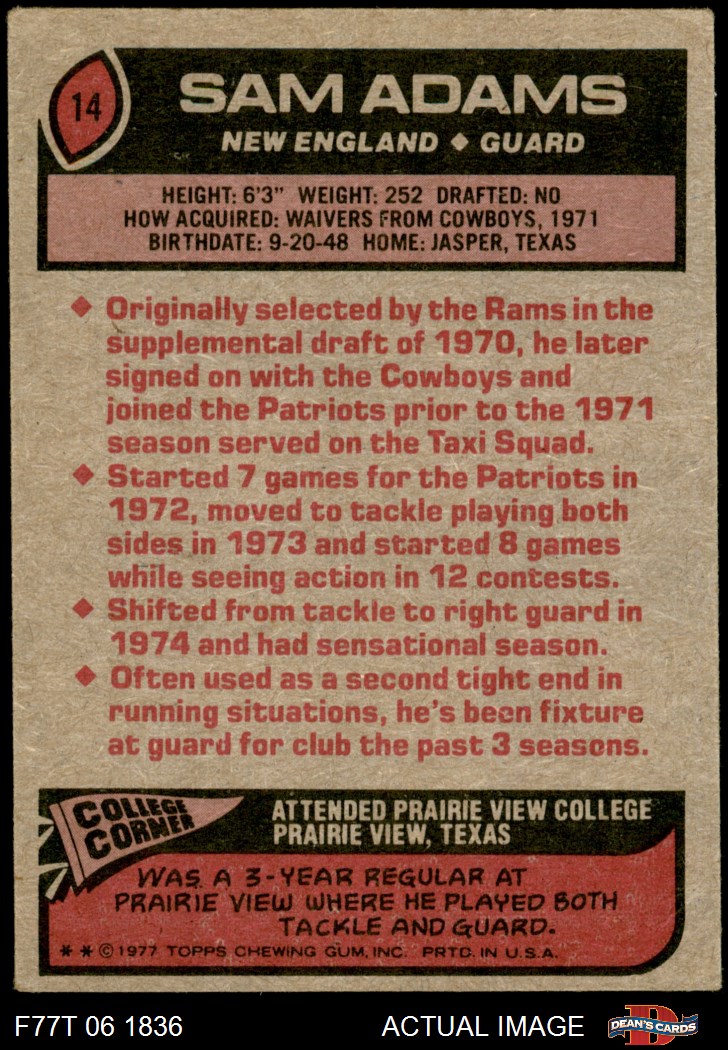 14
SAM ADAMS
NEW ENGLAND ◆ GUARD
HEIGHT: 6'3" WEIGHT: 252 DRAFTED: NO
HOW ACQUIRED: WAIVERS FROM COWBOYS, 1971
BIRTHDATE: 9-20-48 HOME: JASPER, TEXAS
◆ Originally selected by the Rams in the
supplemental draft of 1970, he later
signed on with the Cowboys and
joined the Patriots prior to the 1971
season served on the Taxi Squad.
◆ Started 7 games for the Patriots in
1972, moved to tackle playing both
sides in 1973 and started 8 games
while seeing action in 12 contests.
◆ Shifted from tackle to right guard in
1974 and had sensational season.
◆ Often used as a second tight end in
running situations, he's been fixture
at guard for club the past 3 seasons.
COLLEGE
CORNER
ATTENDED PRAIRIE VIEW COLLEGE
PRAIRIE VIEW, TEXAS
WAS A 3-YEAR REGULAR AT
PRAIRIE VIEW WHERE HE PLAYED BOTH
TACKLE AND GUARD.
* * © 1977 TOPPS CHEWING GUM, INC. PRTD. IN U.S.A.
F77T 06 1836
ACTUAL IMAGE
D
DEAN'S CARDS